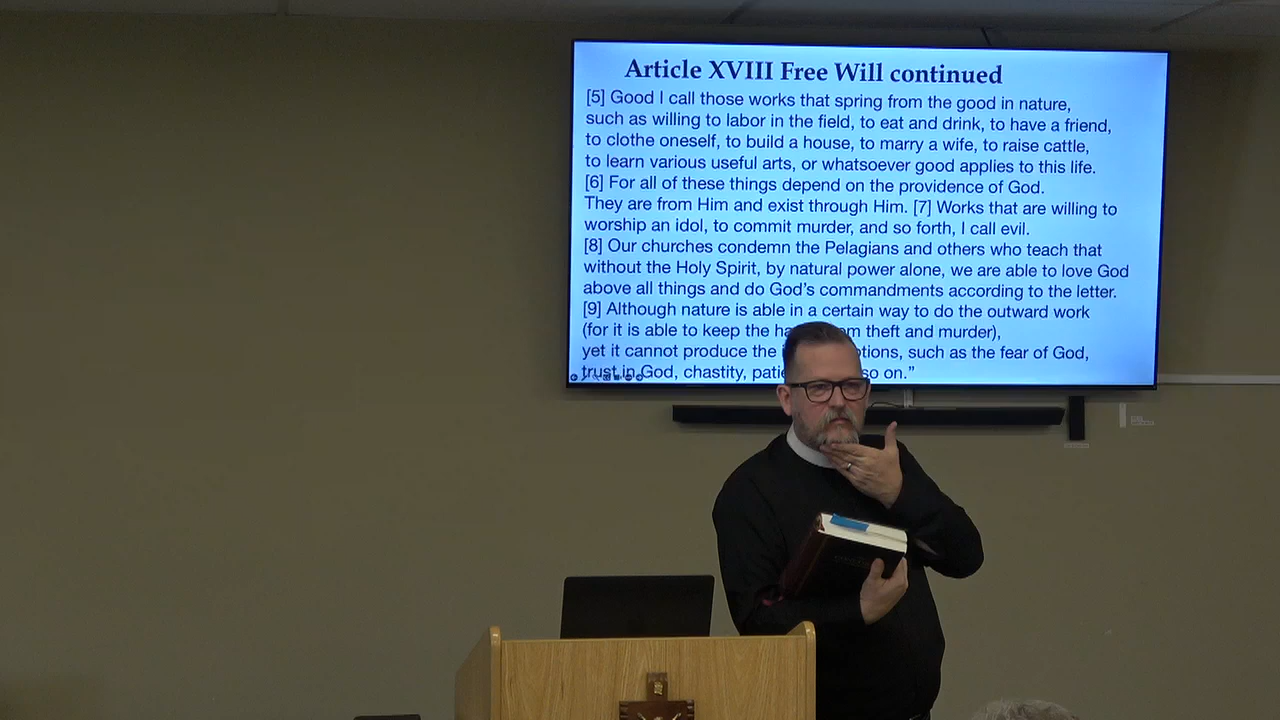 Article XVIII Free Will continued
[5] Good I call those works that spring from the good in nature,
such as willing to labor in the field, to eat and drink, to have a friend,
to clothe oneself, to build a house, to marry a wife, to raise cattle,
to learn various useful arts, or whatsoever good applies to this life.
[6] For all of these things depend on the providence of God.
They are from Him and exist through Him. [7] Works that are willing to
worship an idol, to commit murder, and so forth, I call evil.
[8] Our churches condemn the Pelagians and others who teach that
without the Holy Spirit, by natural power alone, we are able to love God
above all things and do God's commandments according to the letter.
[9] Although nature is able in a certain way to do the outward work
(for it is able to keep the theft and murder),
yet it cannot produce the such as the fear of God,
trust in God, chastity, so on.”